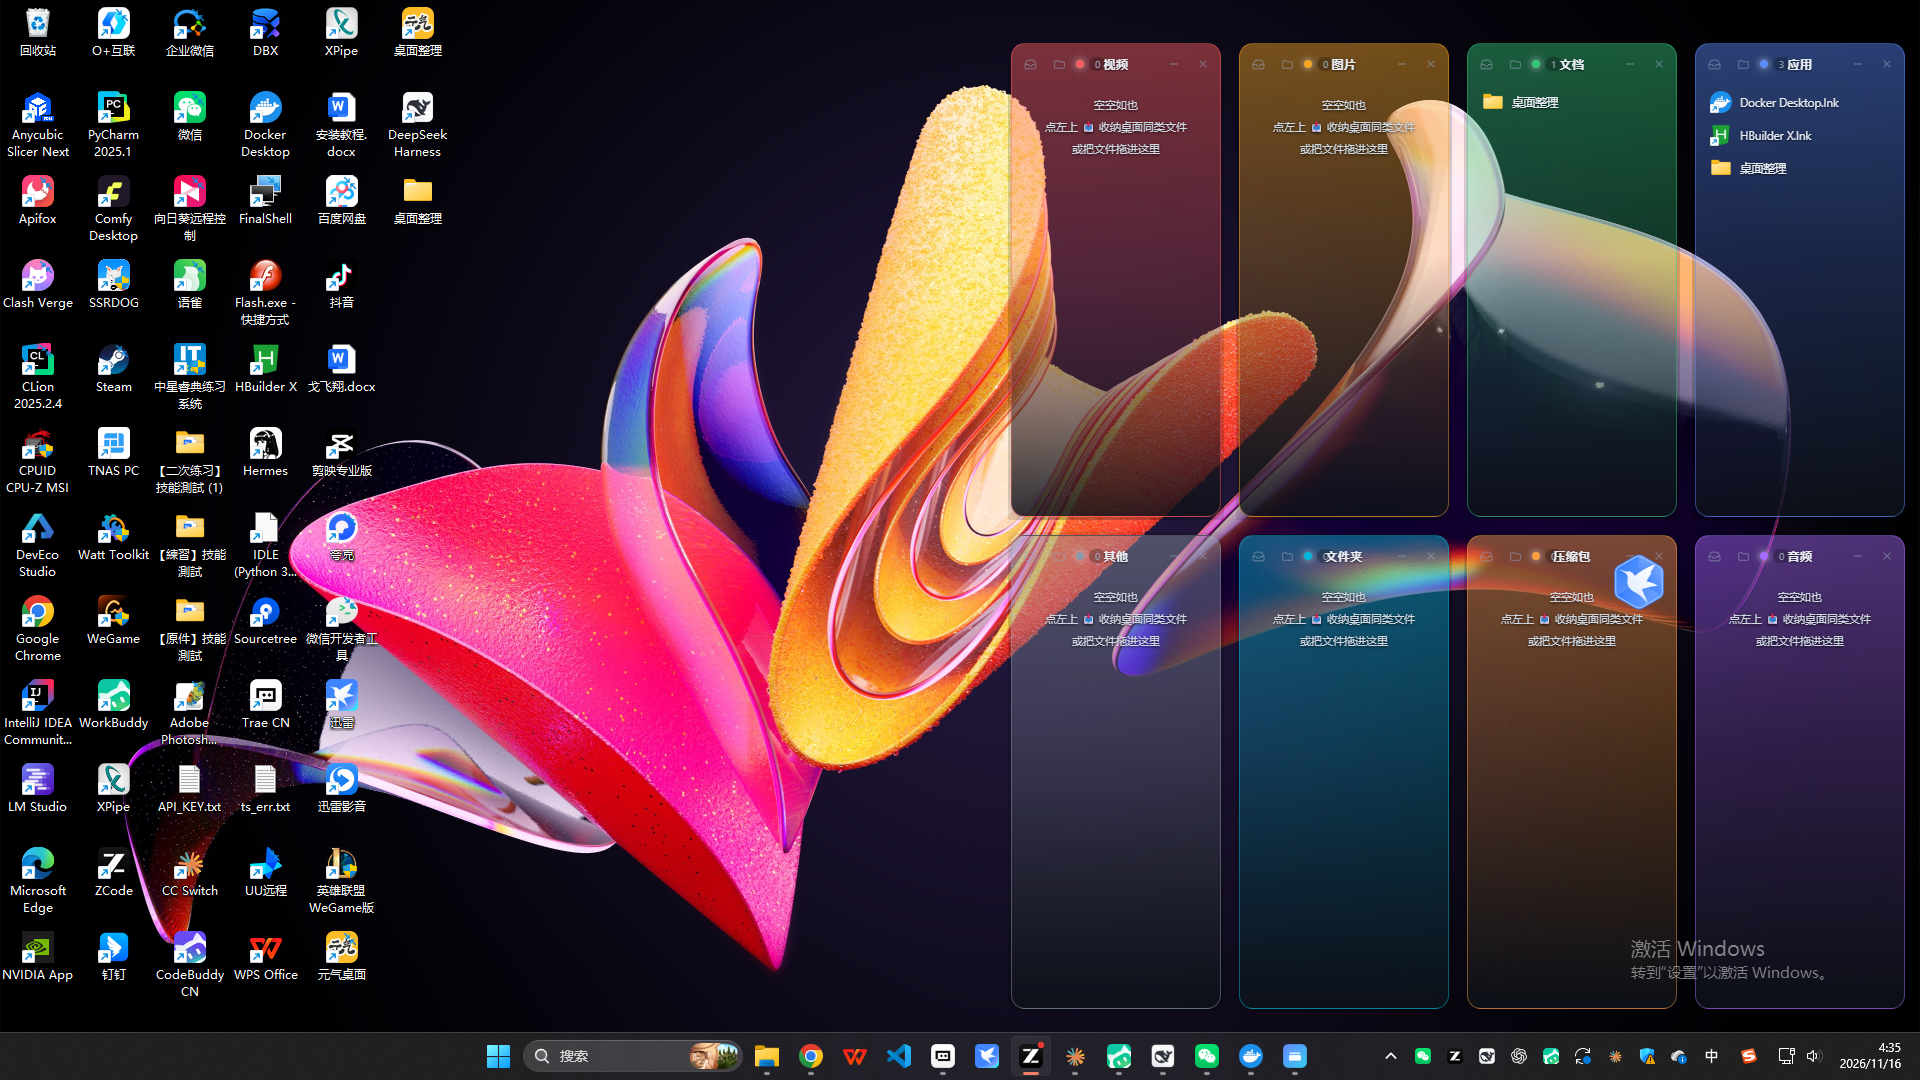 回收站
O+互联
企业微信
DBX
XPipe
桌面整理
Anycubic
Slicer Next
PyCharm
2025.1
微信
Docker
Desktop
安装教程.
docx
DeepSeek
Harness
Apifox
Comfy
Desktop
向日葵远程控
制
FinalShell
百度网盘
桌面整理
Clash Verge
SSRDOG
语雀
Flash.exe -
快捷方式
抖音
CLion
2025.2.4
Steam
中星睿典练习
系统
HBuilder X
戈飞翔.docx
CPUID
CPU-Z MSI
TNAS PC
【二次练习】
技能测试 (1)
Hermes
剪映专业版
DevEco
Studio
Watt Toolkit
【練習】技能
測試
IDLE
(Python 3...
夸克
Google
Chrome
WeGame
【原件】技能
測試
Sourcetree
微信开发者工
具
IntelliJ IDEA
Communit...
WorkBuddy
Adobe
Photosh...
Trae CN
迅雷
LM Studio
XPipe
API_KEY.txt
ts_err.txt
迅雷影音
Microsoft
Edge
ZCode
CC Switch
UU远程
英雄联盟
WeGame版
NVIDIA App
钉钉
CodeBuddy
CN
WPS Office
元气桌面
0 视频
空空如也
点左上 📥 收纳桌面同类文件
或把文件拖进这里
0 图片
空空如也
点左上 📥 收纳桌面同类文件
或把文件拖进这里
1 文档
桌面整理
3 应用
Docker Desktop.lnk
HBuilder X.lnk
桌面整理
0 其他
空空如也
点左上 📥 收纳桌面同类文件
或把文件拖进这里
0 文件夹
空空如也
点左上 📥 收纳桌面同类文件
或把文件拖进这里
0 压缩包
空空如也
点左上 📥 收纳桌面同类文件
或把文件拖进这里
0 音频
空空如也
点左上 📥 收纳桌面同类文件
或把文件拖进这里
激活 Windows
转到"设置"以激活 Windows。
搜索
中
4:35
2026/11/16